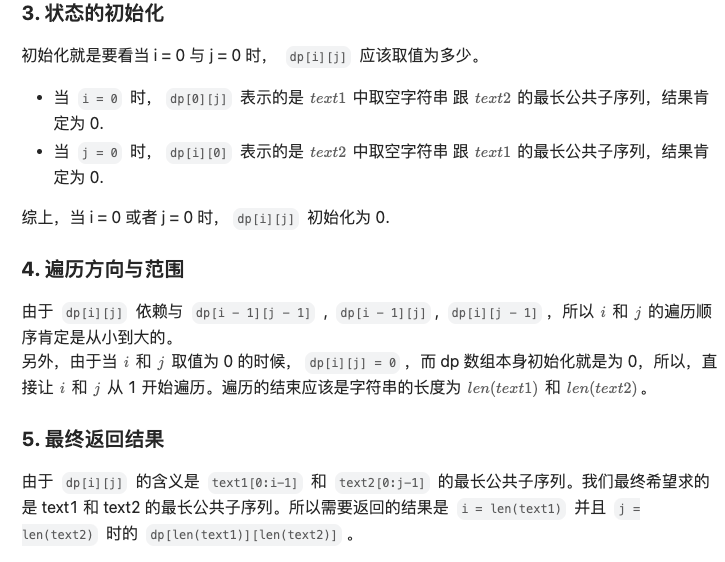 3. 状态的初始化
初始化就是要看当 i = 0 与 j = 0 时， dp[i][j] 应该取值为多少。
• 当 i = 0 时， dp[0][j] 表示的是 text1 中取空字符串 跟 text2 的最长公共子序列，结果肯
定为 0.
• 当 j = 0 时， dp[i][0] 表示的是 text2 中取空字符串 跟 text1 的最长公共子序列，结果肯
定为 0.
综上，当 i = 0 或者 j = 0 时， dp[i][j] 初始化为 0.
4. 遍历方向与范围
由于 dp[i][j] 依赖与 dp[i - 1][j - 1] , dp[i - 1][j] , dp[i][j - 1] ，所以 i 和 j 的遍历顺
序肯定是从小到大的。
另外，由于当 i 和 j 取值为 0 的时候， dp[i][j] = 0 ，而 dp 数组本身初始化就是为 0，所以，直
接让 i 和 j 从 1 开始遍历。遍历的结束应该是字符串的长度为 len(text1) 和 len(text2)。
5. 最终返回结果
由于 dp[i][j] 的含义是 text1[0:i-1] 和 text2[0:j-1] 的最长公共子序列。我们最终希望求的
是 text1 和 text2 的最长公共子序列。所以需要返回的结果是 i = len(text1) 并且 j =
len(text2) 时的 dp[len(text1)][len(text2)] 。